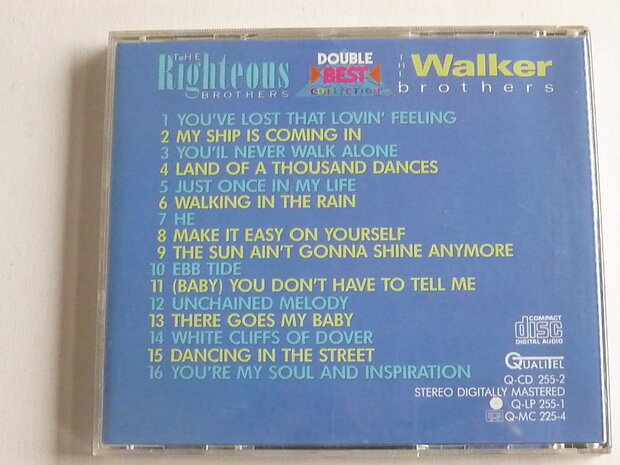 THE
Righteous
BROTHERS
DOUBLE
BEST
COLLECTION
THE
Walker
brothers
1 YOU'VE LOST THAT LOVIN' FEELING
2 MY SHIP IS COMING IN
3 YOU'IL NEVER WALK ALONE
4 LAND OF A THOUSAND DANCES
5 JUST ONCE IN MY LIFE
6 WALKING IN THE RAIN
7 HE
8 MAKE IT EASY ON YOURSELF
9 THE SUN AIN'T GONNA SHINE ANYMORE
10 EBB TIDE
11 (BABY) YOU DON'T HAVE TO TELL ME
12 UNCHAINED MELODY
13 THERE GOES MY BABY
14 WHITE CLIFFS OF DOVER
15 DANCING IN THE STREET
16 YOU'RE MY SOUL AND INSPIRATION
COMPACT
disc
DIGITAL AUDIO
QUALITEL
Q-CD 255-2
STEREO DIGITALLY MASTERED
Q-LP 255-1
Q-MC 225-4